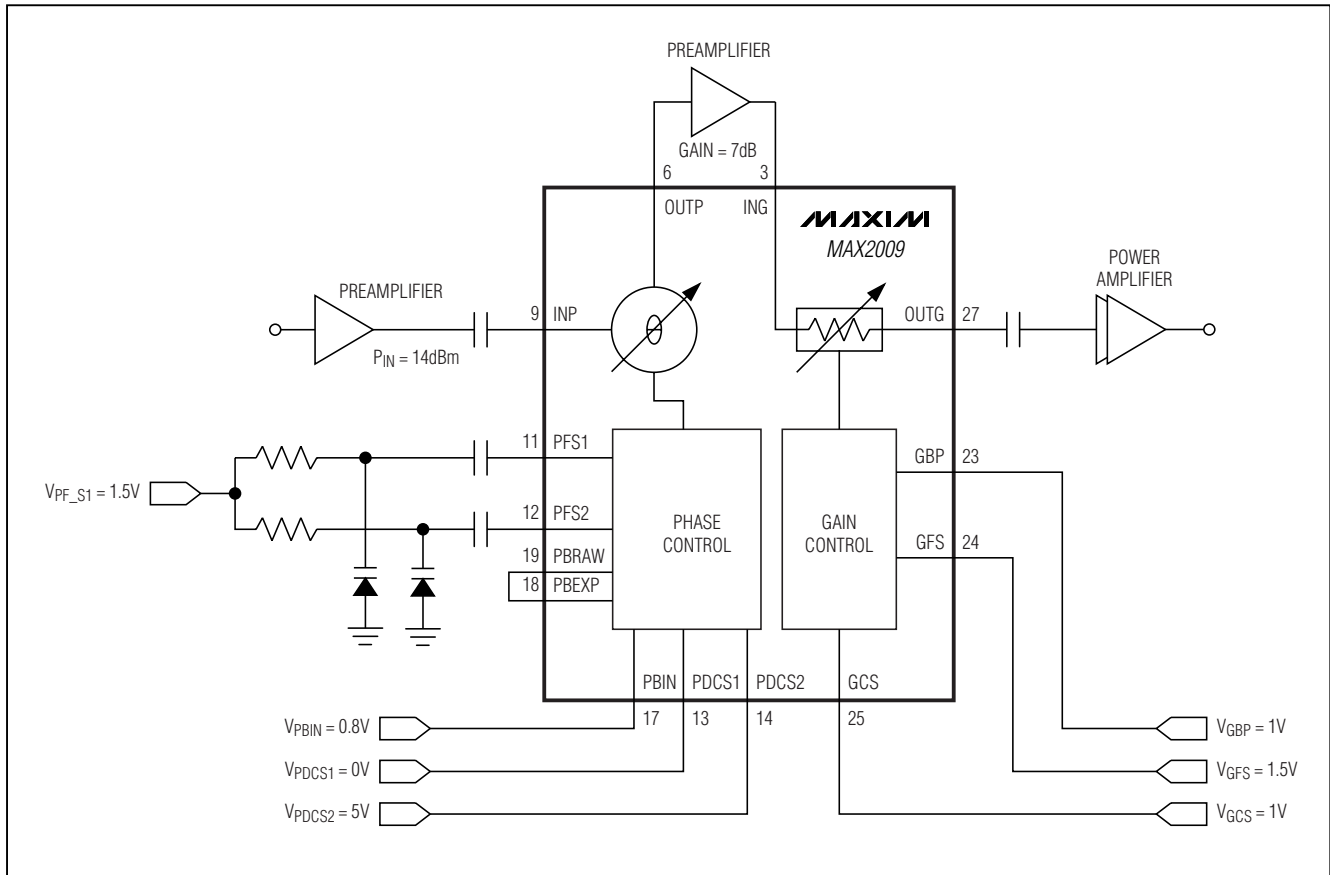 PREAMPLIFIER
GAIN = 7dB
6
3
OUTP
ING
MAXIM
MAX2009
PREAMPLIFIER
PIN = 14dBm
9
INP
θ
OUTG
27
POWER
AMPLIFIER
VPF_S1 = 1.5V
11
PFS1
12
PFS2
19
PBRAW
18
PBEXP
PHASE
CONTROL
GAIN
CONTROL
GBP
23
GFS
24
PBIN
PDCS1
PDCS2
GCS
17
13
14
25
VPBIN = 0.8V
VPDCS1 = 0V
VPDCS2 = 5V
VGBP = 1V
VGFS = 1.5V
VGCS = 1V